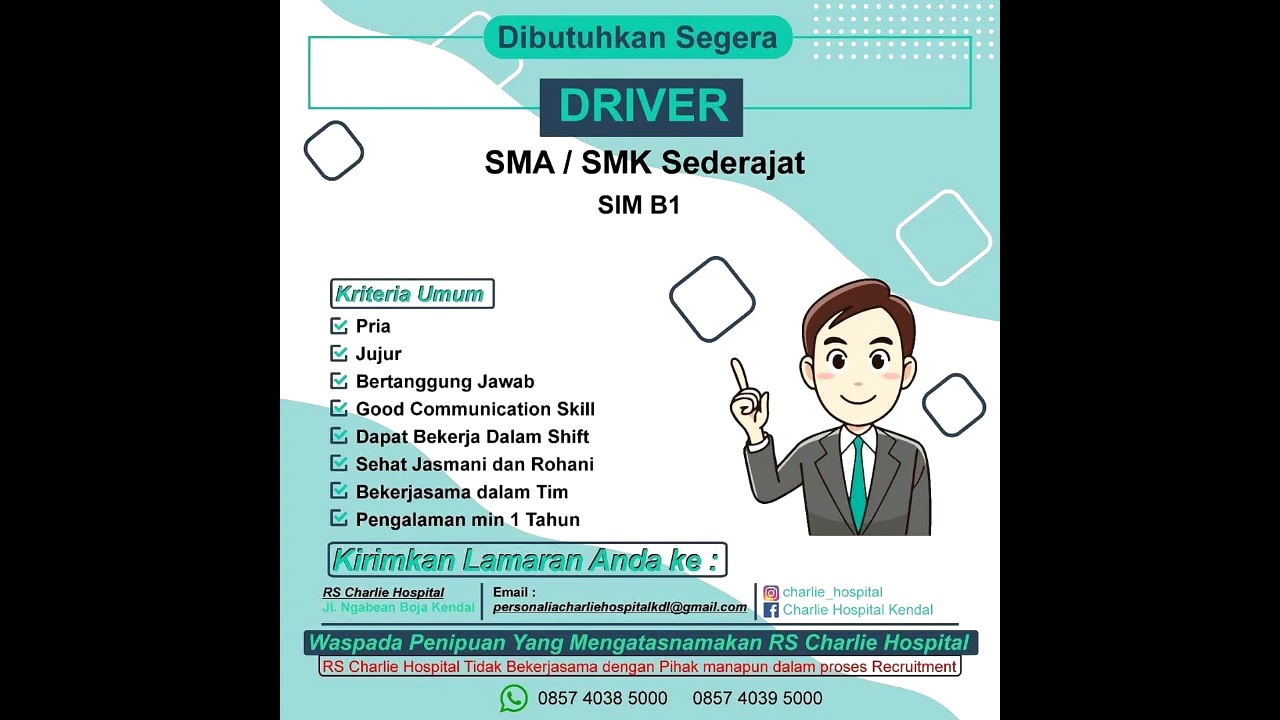 Dibutuhkan Segera
DRIVER
SMA / SMK Sederajat
SIM B1
Kriteria Umum
Pria
Jujur
Bertanggung Jawab
Good Communication Skill
Dapat Bekerja Dalam Shift
Sehat Jasmani dan Rohani
Bekerjasama dalam Tim
Pengalaman min 1 Tahun
Kirimkan Lamaran Anda ke :
RS Charlie Hospital
Jl. Ngabean Boja Kendal
Email :
personaliacharliehospitalkdl@gmail.com
charlie_hospital
Charlie Hospital Kendal
Waspada Penipuan Yang Mengatasnamakan RS Charlie Hospital
RS Charlie Hospital Tidak Bekerjasama dengan Pihak manapun dalam proses Recruitment
0857 4038 5000 0857 4039 5000